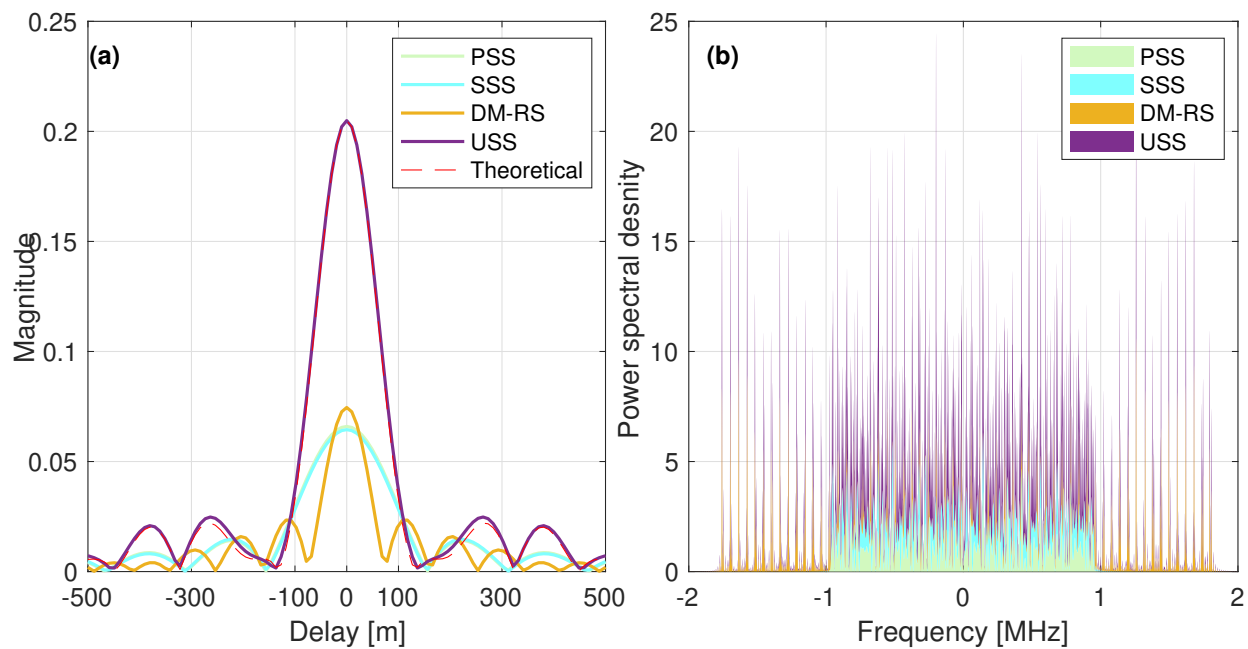 (a)
PSS
SSS
DM-RS
USS
Theoretical
0.25
0.2
0.15
0.1
0.05
0
Magnitude
-500
-300
-100
0
100
300
500
Delay [m]
(b)
PSS
SSS
DM-RS
USS
25
20
15
10
5
0
Power spectral desnity
-2
-1
0
1
2
Frequency [MHz]